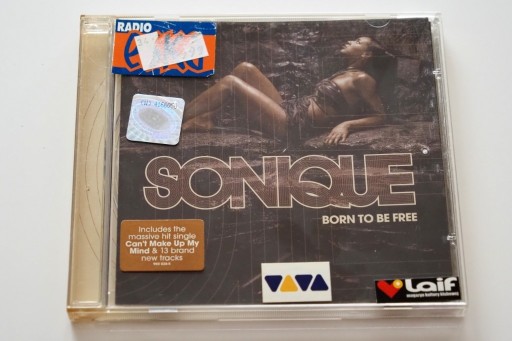 RADIO
SONIQUE
BORN TO BE FREE
includes the
massive hit single
Can't Make Up My
Mind & 13 brand
new tracks
VIVA
Laif